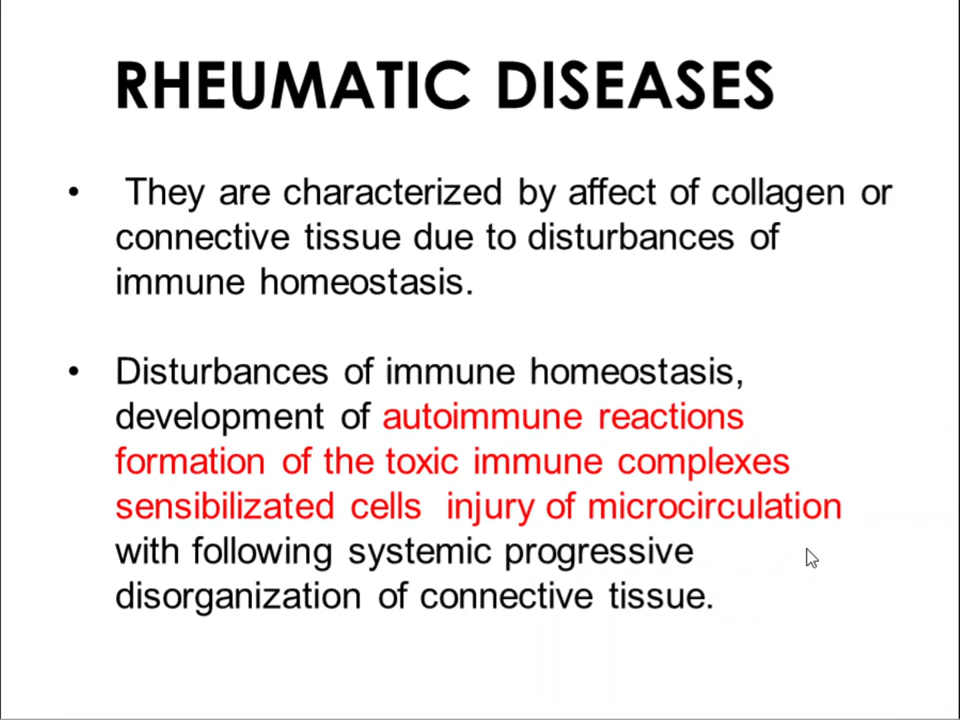 RHEUMATIC DISEASES
• They are characterized by affect of collagen or
connective tissue due to disturbances of
immune homeostasis.
• Disturbances of immune homeostasis,
development of autoimmune reactions
formation of the toxic immune complexes
sensibilizated cells injury of microcirculation
with following systemic progressive
disorganization of connective tissue.